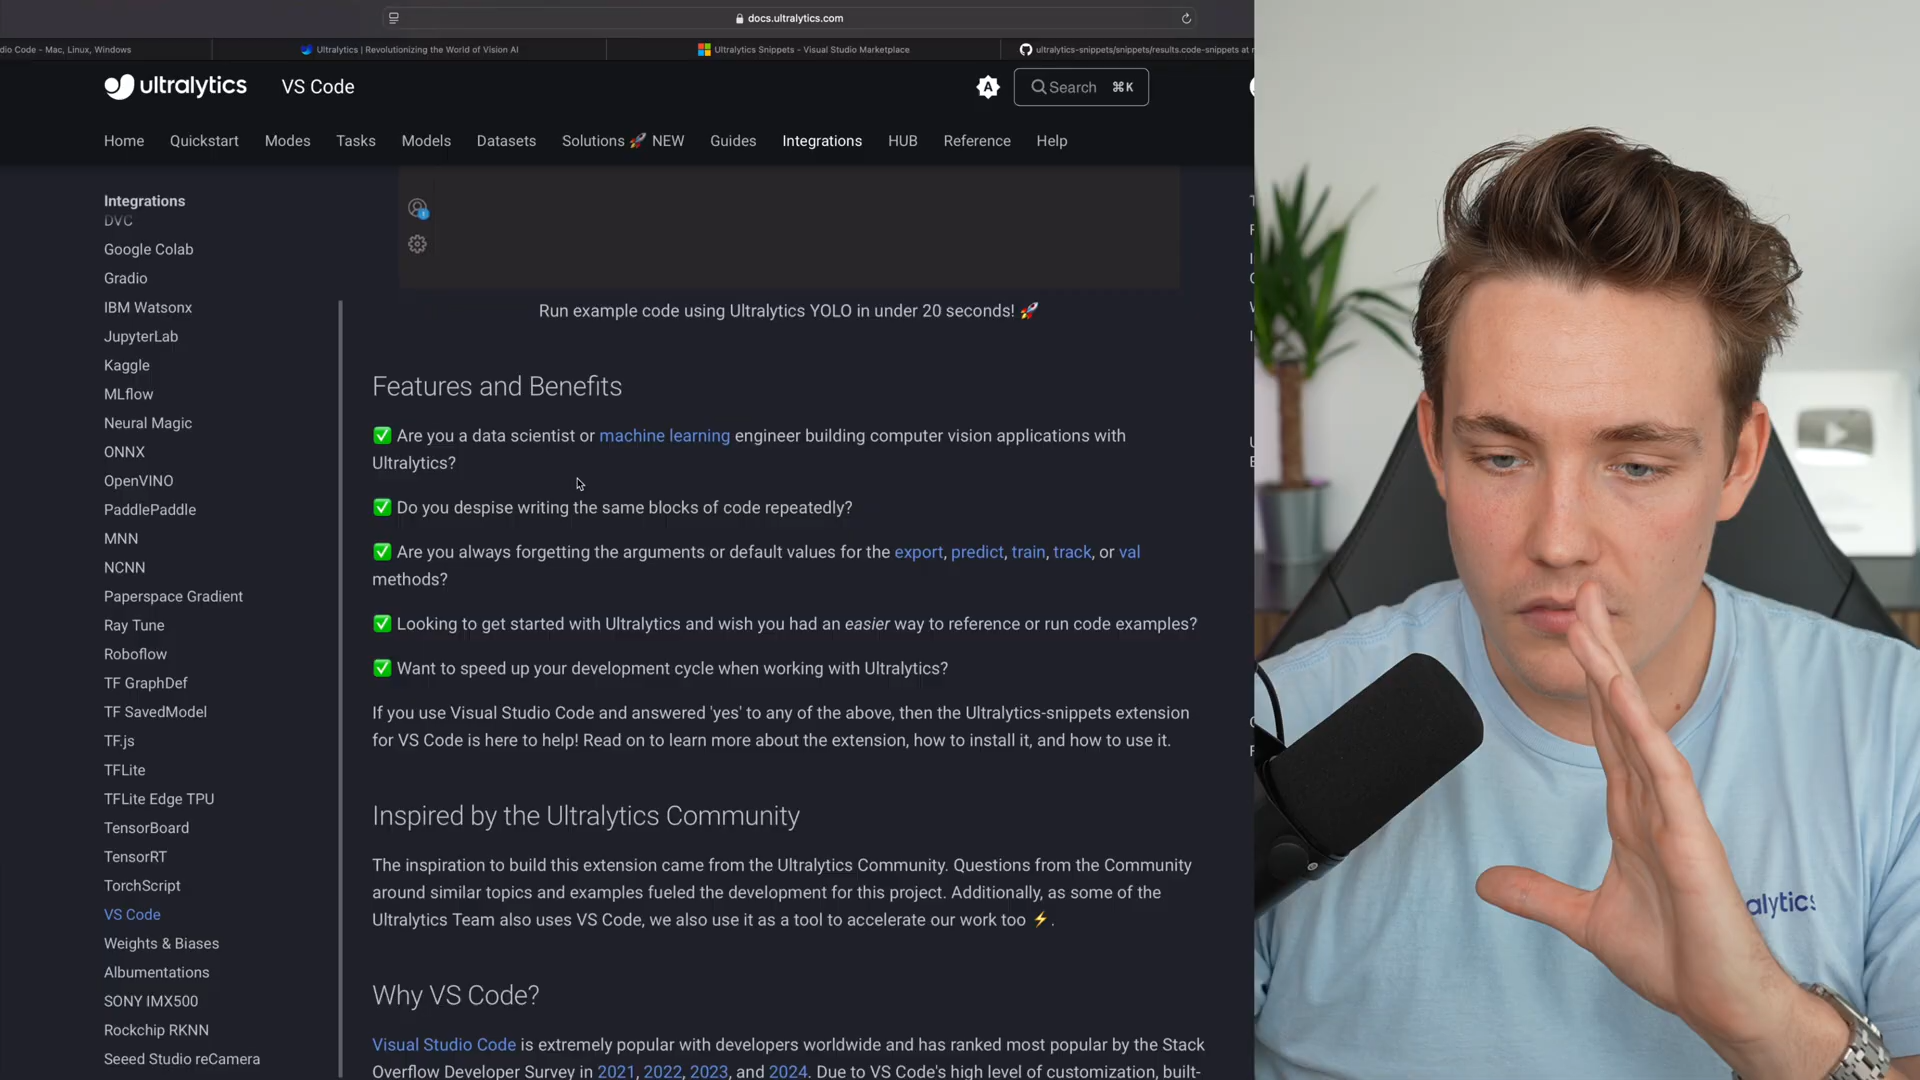 docs.ultralytics.com
dio Code - Mac, Linux, Windows
Ultralytics | Revolutionizing the World of Vision AI
Ultralytics Snippets - Visual Studio Marketplace
ultralytics-snippets/snippets/results.code-snippets at r
ultralytics
VS Code
Search ⌘K
Home Quickstart Modes Tasks Models Datasets Solutions 🚀 NEW Guides Integrations HUB Reference Help
Integrations
DVC
Google Colab
Gradio
IBM Watsonx
JupyterLab
Kaggle
MLflow
Neural Magic
ONNX
OpenVINO
PaddlePaddle
MNN
NCNN
Paperspace Gradient
Ray Tune
Roboflow
TF GraphDef
TF SavedModel
TF.js
TFLite
TFLite Edge TPU
TensorBoard
TensorRT
TorchScript
VS Code
Weights & Biases
Albumentations
SONY IMX500
Rockchip RKNN
Seeed Studio reCamera
Run example code using Ultralytics YOLO in under 20 seconds! 🚀
Features and Benefits
✅ Are you a data scientist or machine learning engineer building computer vision applications with
Ultralytics?
✅ Do you despise writing the same blocks of code repeatedly?
✅ Are you always forgetting the arguments or default values for the export, predict, train, track, or val
methods?
✅ Looking to get started with Ultralytics and wish you had an easier way to reference or run code examples?
✅ Want to speed up your development cycle when working with Ultralytics?
If you use Visual Studio Code and answered 'yes' to any of the above, then the Ultralytics-snippets extension
for VS Code is here to help! Read on to learn more about the extension, how to install it, and how to use it.
Inspired by the Ultralytics Community
The inspiration to build this extension came from the Ultralytics Community. Questions from the Community
around similar topics and examples fueled the development for this project. Additionally, as some of the
Ultralytics Team also uses VS Code, we also use it as a tool to accelerate our work too ⚡.
Why VS Code?
Visual Studio Code is extremely popular with developers worldwide and has ranked most popular by the Stack
Overflow Developer Survey in 2021, 2022, 2023, and 2024. Due to VS Code's high level of customization, built-
alytics